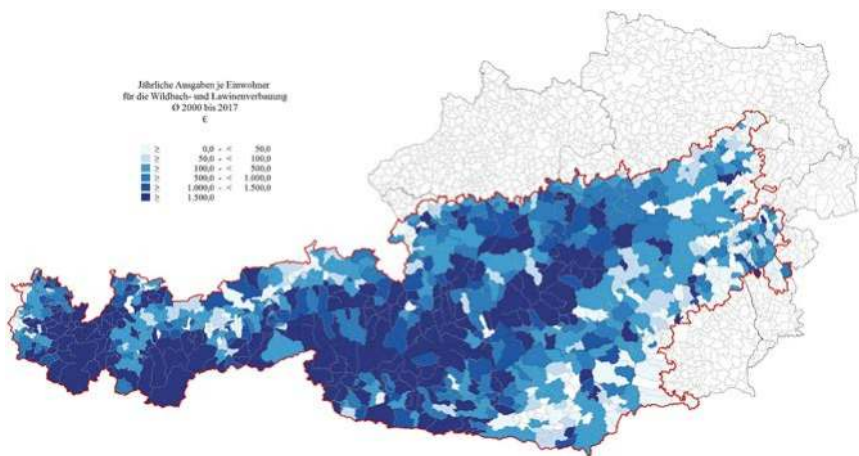 Jährliche Ausgaben je Einwohner
für die Wildbach- und Lawinenverbauung
Ø 2000 bis 2017
€
≥ 0,0 - < 50,0
≥ 50,0 - < 100,0
≥ 100,0 - < 500,0
≥ 500,0 - < 1.000,0
≥ 1.000,0 - < 1.500,0
≥ 1.500,0